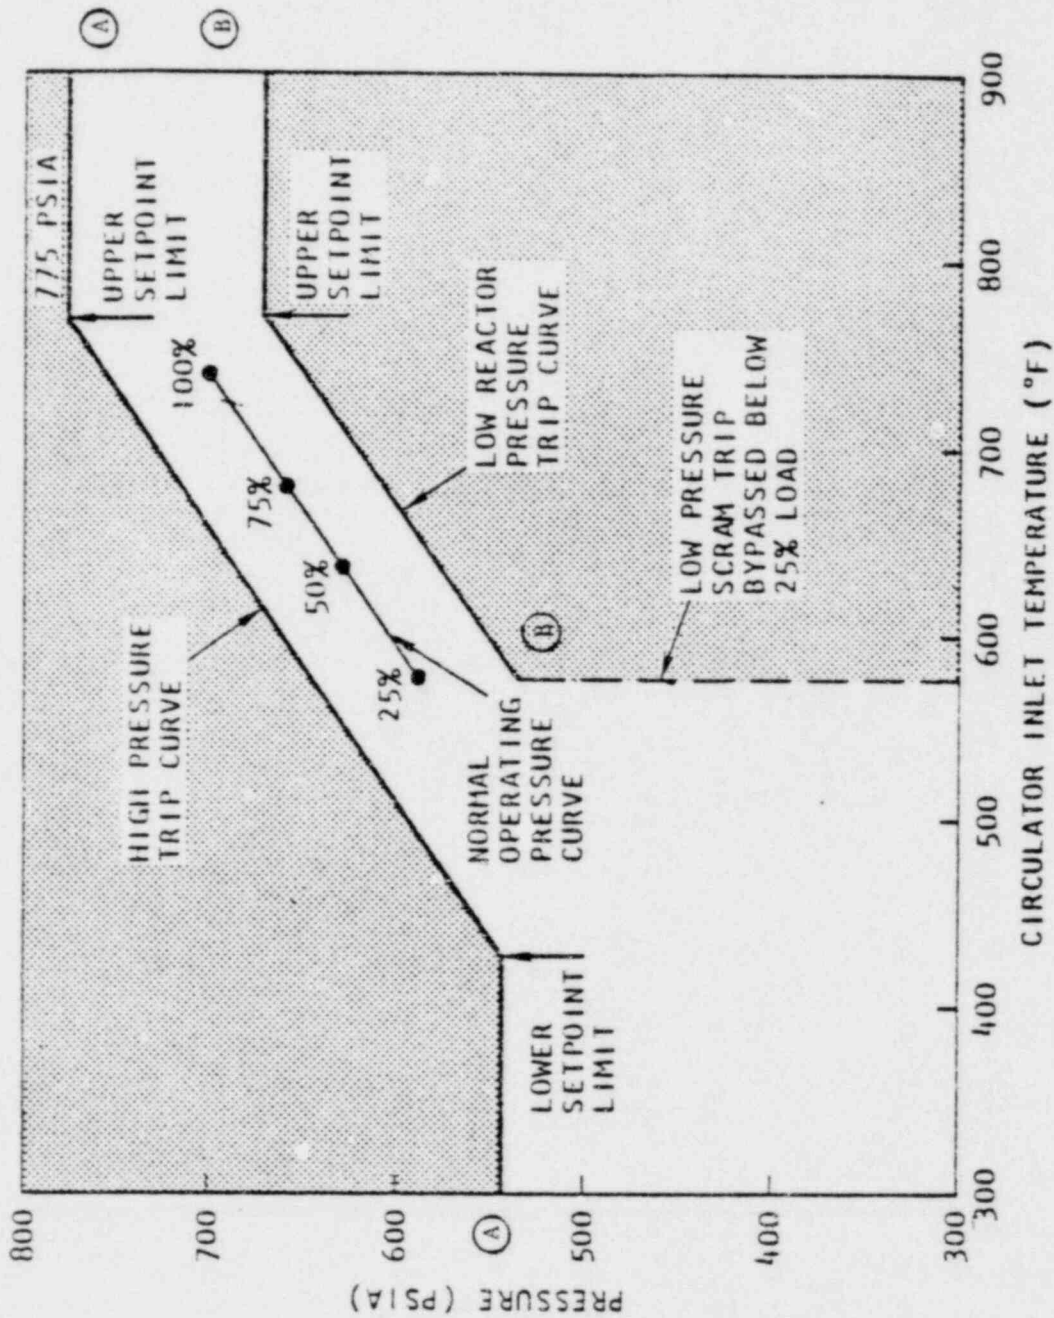 800
700
600
500
400
300
PRESSURE (PSIA)
300
400
500
600
700
800
900
CIRCULATOR INLET TEMPERATURE (°F)
A
B
A
B
775 PSIA
UPPER
SETPOINT
LIMIT
UPPER
SETPOINT
LIMIT
HIGH PRESSURE
TRIP CURVE
100%
75%
50%
25%
LOW REACTOR
PRESSURE
TRIP CURVE
NORMAL
OPERATING
PRESSURE
CURVE
LOWER
SETPOINT
LIMIT
LOW PRESSURE
SCRAM TRIP
BYPASSED BELOW
25% LOAD